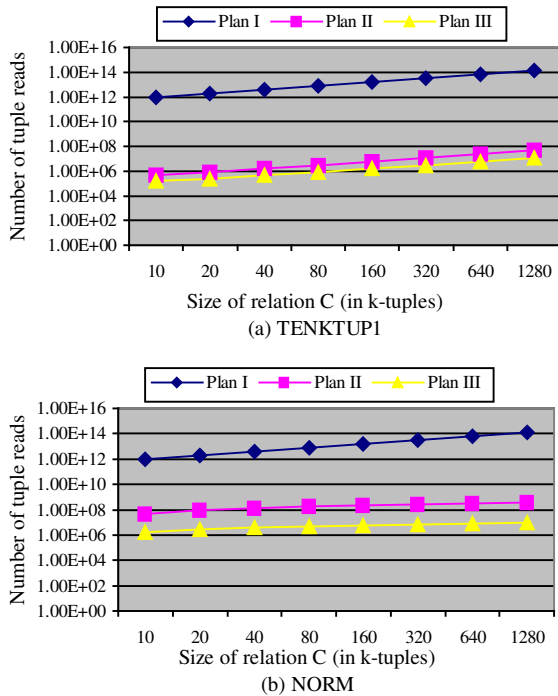 Plan I Plan II Plan III
Number of tuple reads
1.00E+16
1.00E+14
1.00E+12
1.00E+10
1.00E+08
1.00E+06
1.00E+04
1.00E+02
1.00E+00
10 20 40 80 160 320 640 1280
Size of relation C (in k-tuples)
(a) TENKTUP1
Plan I Plan II Plan III
Number of tuple reads
1.00E+16
1.00E+14
1.00E+12
1.00E+10
1.00E+08
1.00E+06
1.00E+04
1.00E+02
1.00E+00
10 20 40 80 160 320 640 1280
Size of relation C (in k-tuples)
(b) NORM